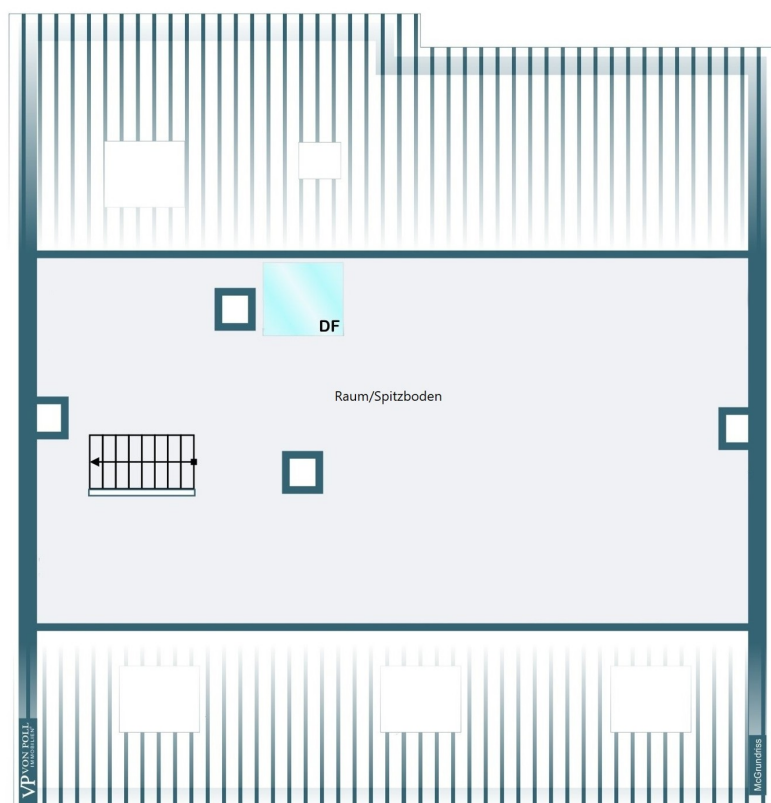 DF
Raum/Spitzboden
VP VON POLL
IMMOBILIEN®
McGrundriss